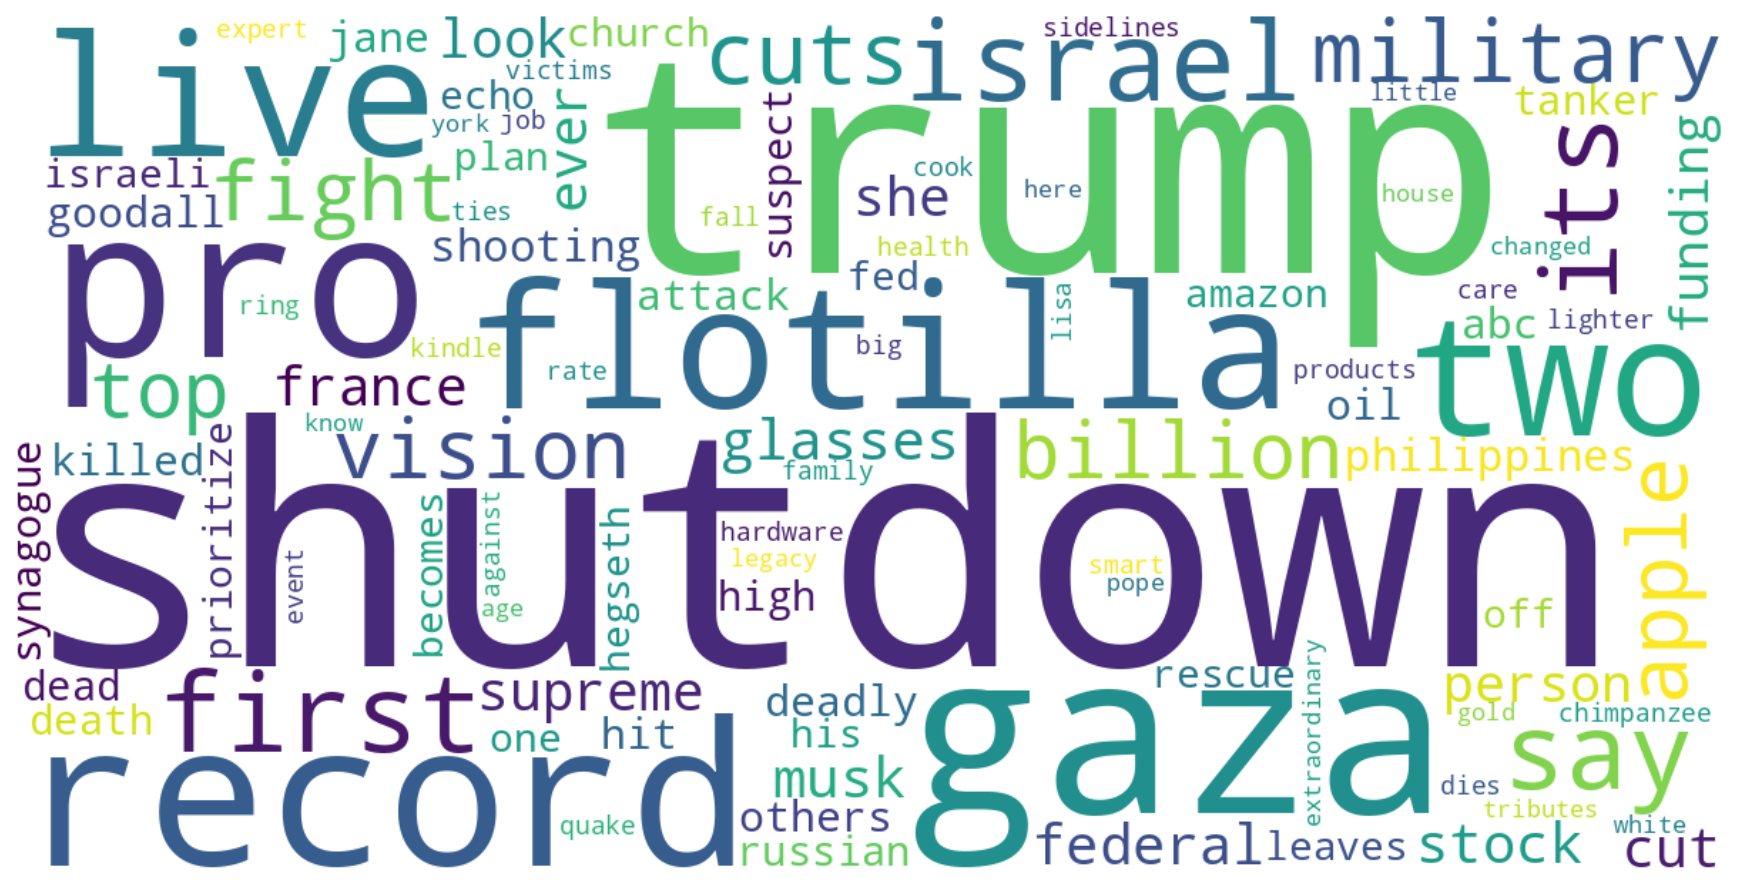 expert
live
jane
look
church
victims
echo
york
job
ever
plan
cuts
israel
sidelines
military
little
tanker
trump
suspect
cook
she
here
house
fall
health
its
funding
changed
israeli
goodall
fight
ties
shooting
pro
ring
kindle
flotilla
attack
fed
lisa
amazon
care
abc
lighter
big
rate
products
oil
two
top
france
know
vision
glasses
family
billion
philippines
killed
synagogue
prioritize
shutdown
event
becomes
against
age
hegseth
hardware
legacy
high
smart
pope
off
apple
dead
death
first
supreme
one
hit
deadly
his
rescue
extraordinary
person
gold
chimpanzee
record
quake
musk
others
russian
gaza
say
dies
tributes
federal
leaves
stock
white
cut